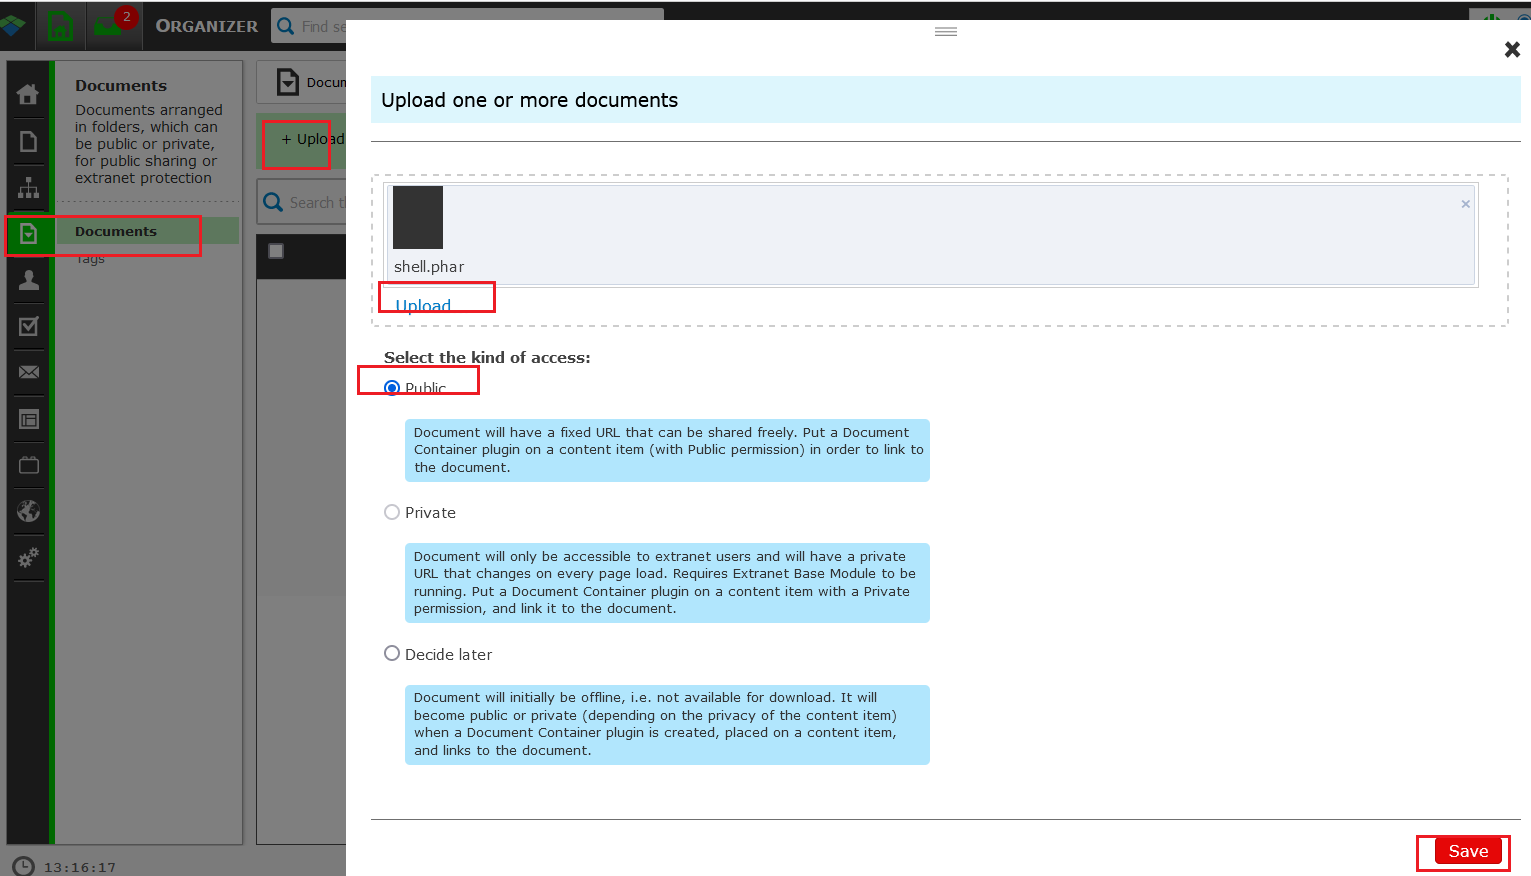 2
ORGANIZER
Find se
Documents
Documents arranged
in folders, which can
be public or private,
for public sharing or
extranet protection
Documents
Tags
Docum
+ Upload
Search th
13:16:17
Upload one or more documents
×
shell.phar
Upload
Select the kind of access:
Public
Document will have a fixed URL that can be shared freely. Put a Document
Container plugin on a content item (with Public permission) in order to link to
the document.
Private
Document will only be accessible to extranet users and will have a private
URL that changes on every page load. Requires Extranet Base Module to be
running. Put a Document Container plugin on a content item with a Private
permission, and link it to the document.
Decide later
Document will initially be offline, i.e. not available for download. It will
become public or private (depending on the privacy of the content item)
when a Document Container plugin is created, placed on a content item,
and links to the document.
Save